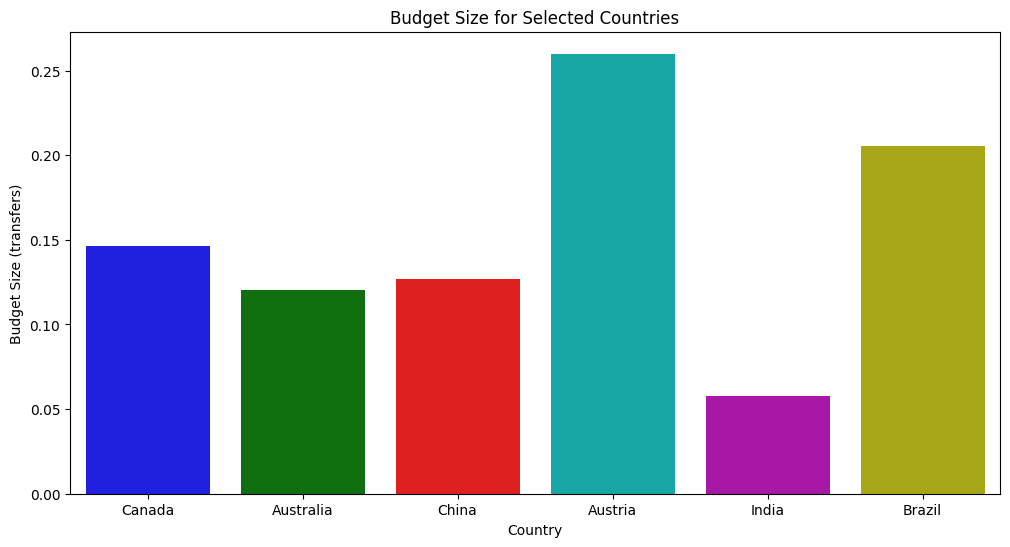 Budget Size for Selected Countries
Budget Size (transfers)
0.25
0.20
0.15
0.10
0.05
0.00
Canada Australia China Austria India Brazil
Country